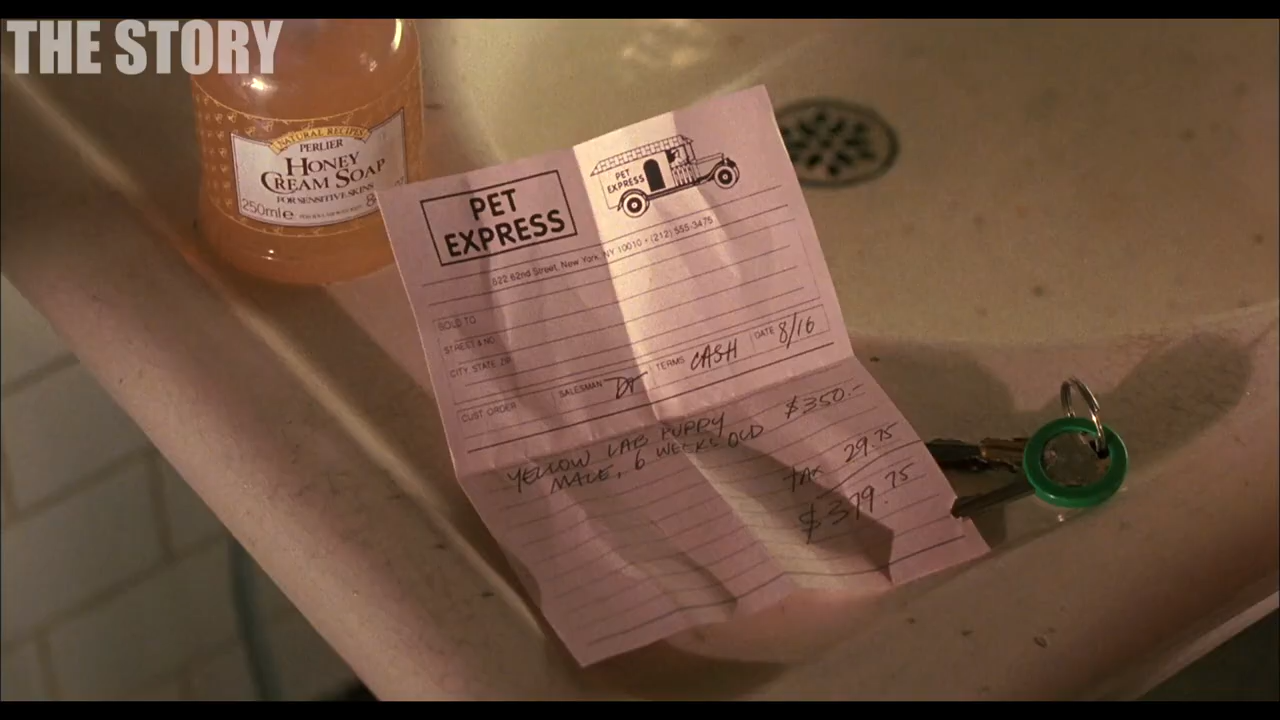 THE STORY
NATURAL RECIPES
PERLIER
HONEY
CREAM SOAP
FOR SENSITIVE SKINS
250ml e
PET
EXPRESS
PET
EXPRESS
522 62nd Street, New York, NY 10010 • (212) 555-3475
SOLD TO
STREET & NO.
CITY STATE ZIP
CUST ORDER SALESMAN TERMS CASH DATE 8/16
YELLOW LAB PUPPY $350.-
MALE, 6 WEEKS OLD
TAX 29.75
$379.75